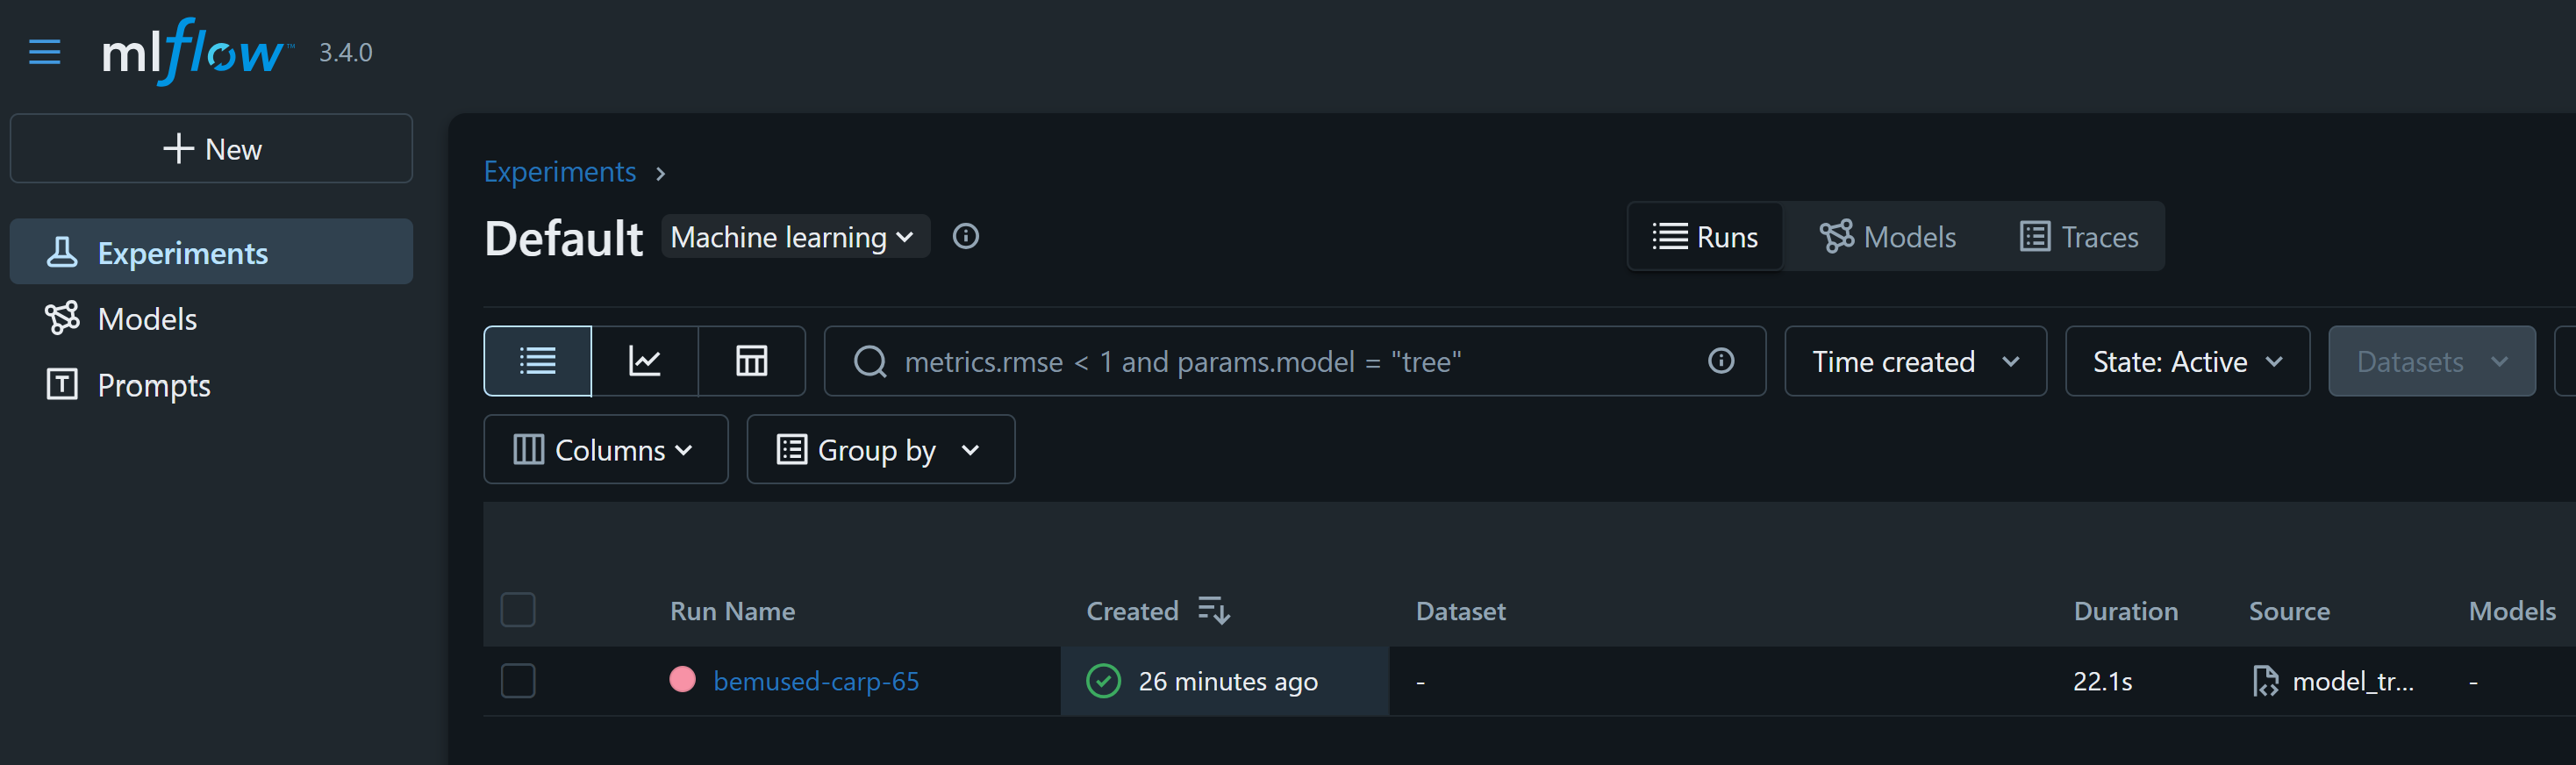 mlflow™ 3.4.0
New
Experiments
Models
Prompts
Experiments ›
Default Machine learning
Runs Models Traces
metrics.rmse < 1 and params.model = "tree" Time created State: Active Datasets
Columns Group by
Run Name Created Dataset Duration Source Models
bemused-carp-65 26 minutes ago - 22.1s model_tr... -